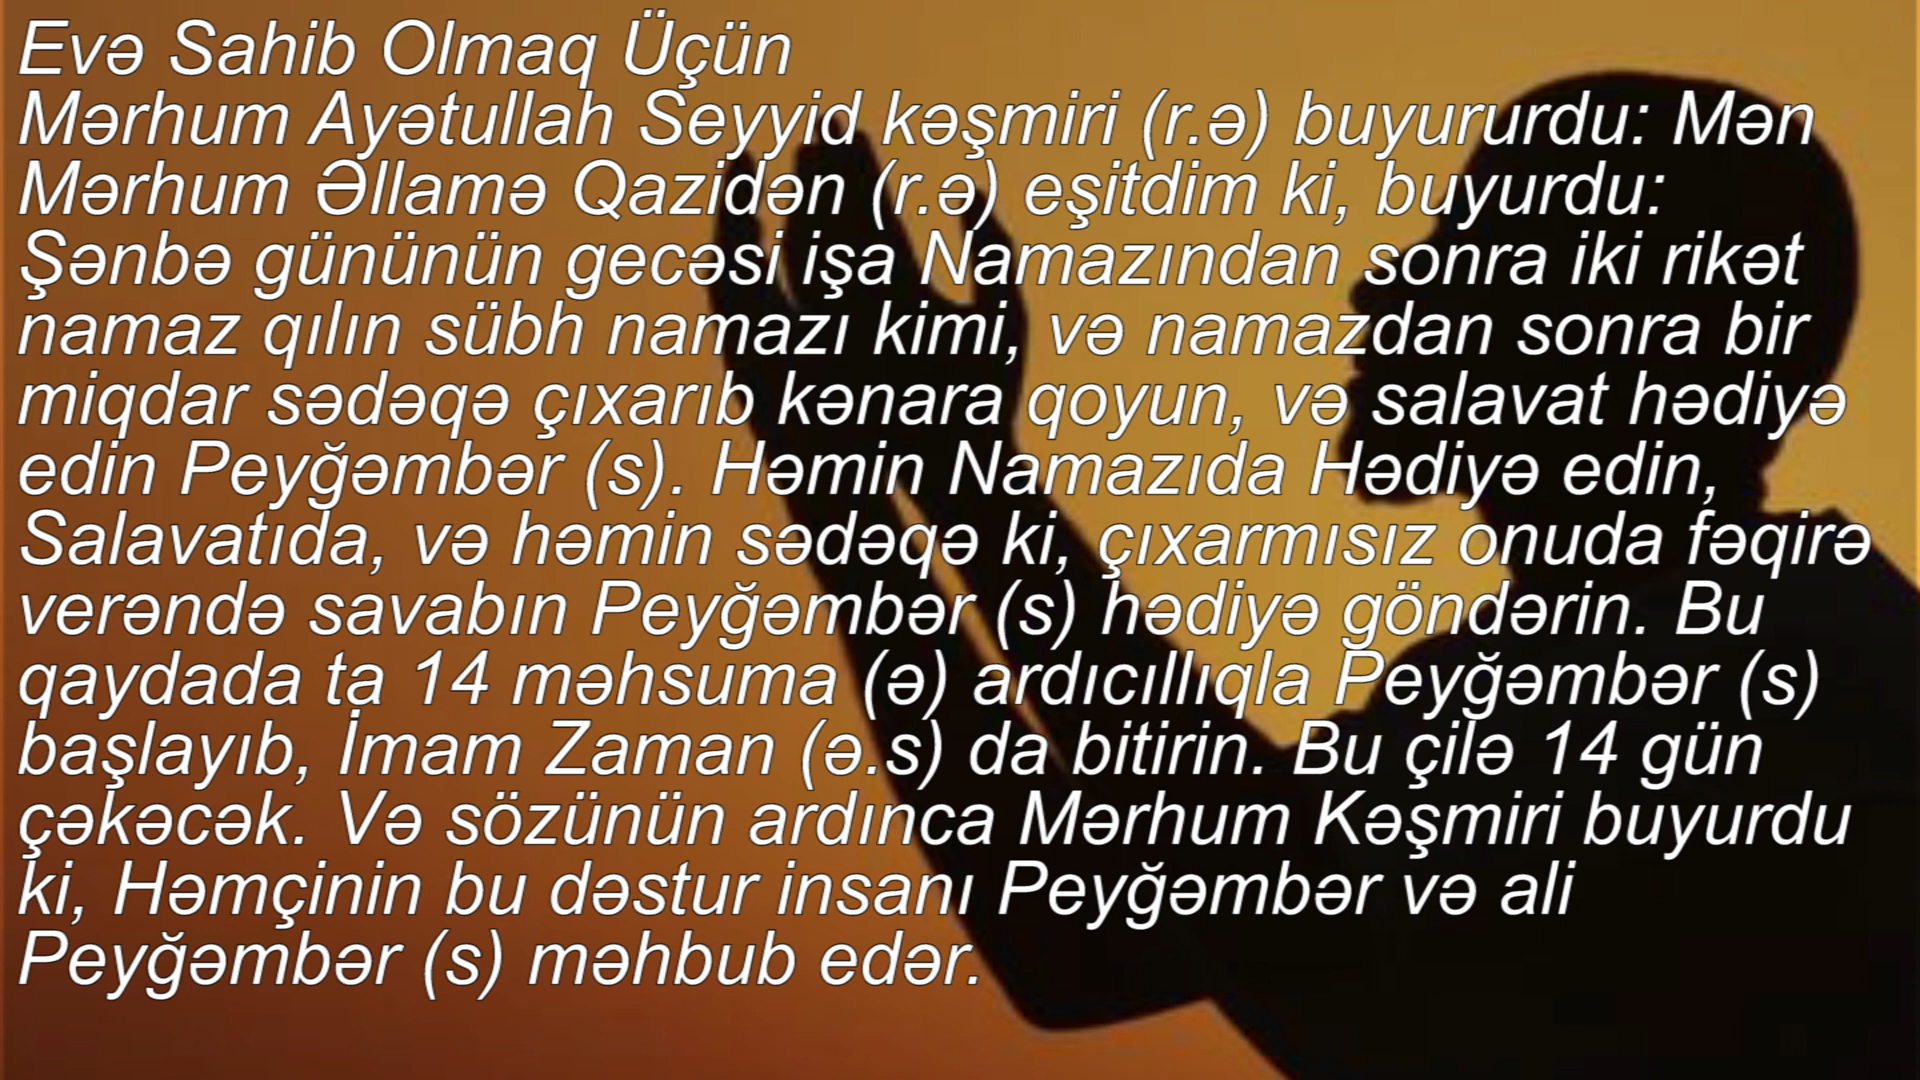 Evə Sahib Olmaq Üçün
Mərhum Ayətullah Seyyid kəşmiri (r.ə) buyururdu: Mən
Mərhum Əllamə Qazidən (r.ə) eşitdim ki, buyurdu:
Şənbə gününün gecəsi işa Namazından sonra iki rikət
namaz qılın sübh namazı kimi, və namazdan sonra bir
miqdar sədəqə çıxarıb kənara qoyun, və salavat hədiyə
edin Peyğəmbər (s). Həmin Namazıda Hədiyə edin,
Salavatıda, və həmin sədəqə ki, çıxarmısız onuda fəqirə
verəndə savabın Peyğəmbər (s) hədiyə göndərin. Bu
qaydada ta 14 məhsuma (ə) ardıcıllıqla Peyğəmbər (s)
başlayıb, İmam Zaman (ə.s) da bitirin. Bu çilə 14 gün
çəkəcək. Və sözünün ardınca Mərhum Kəşmiri buyurdu
ki, Həmçinin bu dəstur insanı Peyğəmbər və ali
Peyğəmbər (s) məhbub edər.